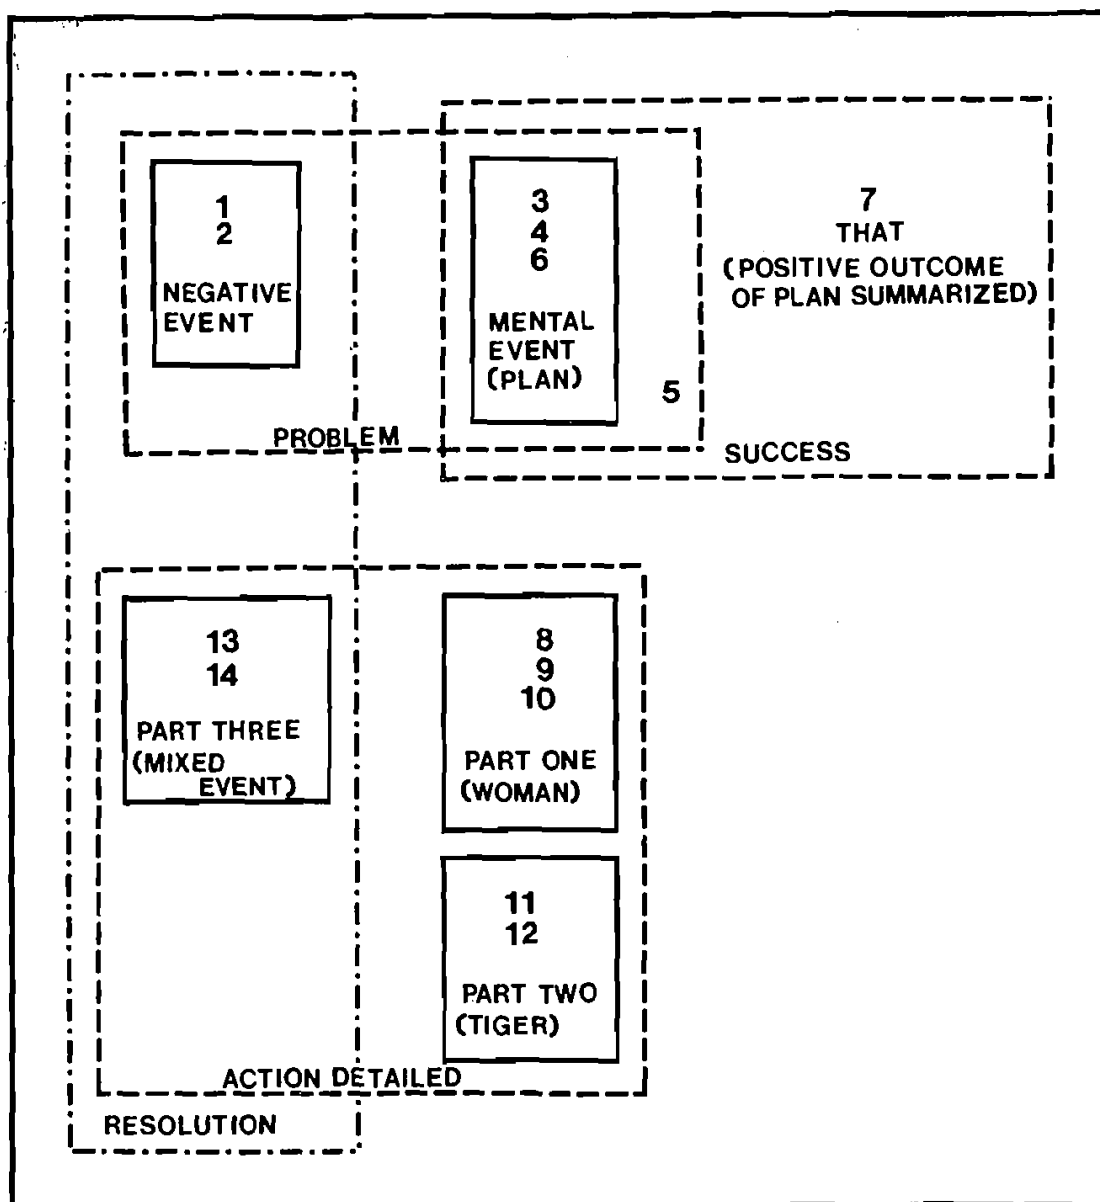 1
2
NEGATIVE
EVENT
3
4
6
MENTAL
EVENT
(PLAN)
5
PROBLEM
7
THAT
(POSITIVE OUTCOME
OF PLAN SUMMARIZED)
SUCCESS
13
14
PART THREE
(MIXED
EVENT)
8
9
10
PART ONE
(WOMAN)
11
12
PART TWO
(TIGER)
ACTION DETAILED
RESOLUTION